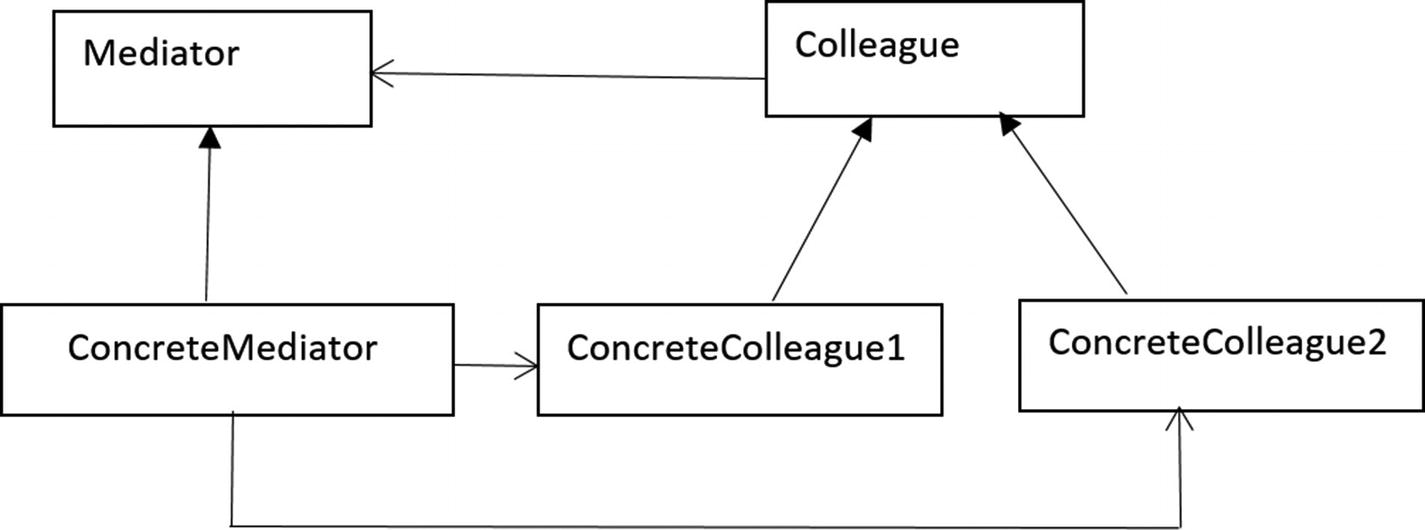 Mediator
Colleague
ConcreteMediator
ConcreteColleague1
ConcreteColleague2